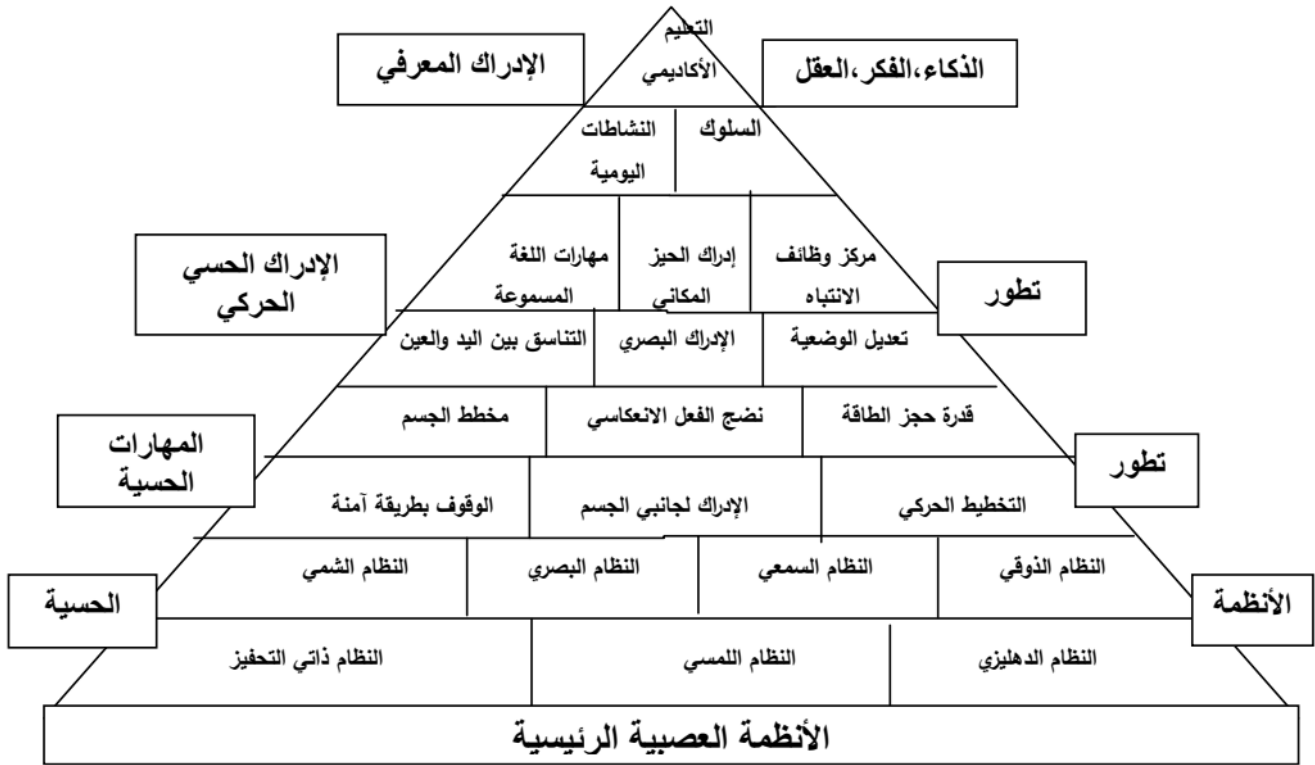 التعليم
الأكاديمي
الذكاء،الفكر،العقل
الإدراك المعرفي
السلوك
النشاطات
اليومية
مركز وظائف
الانتباه
إدراك الحيز
المكاني
مهارات اللغة
المسموعة
تطور
الإدراك الحسي
الحركي
تعديل الوضعية
الإدراك البصري
التناسق بين اليد والعين
قدرة حجز الطاقة
نضج الفعل الانعكاسي
مخطط الجسم
تطور
المهارات
الحسية
التخطيط الحركي
الإدراك لجانبي الجسم
الوقوف بطريقة آمنة
النظام الذوقي
النظام السمعي
النظام البصري
النظام الشمي
الأنظمة
الحسية
النظام الدهليزي
النظام اللمسي
النظام ذاتي التحفيز
الأنظمة العصبية الرئيسية